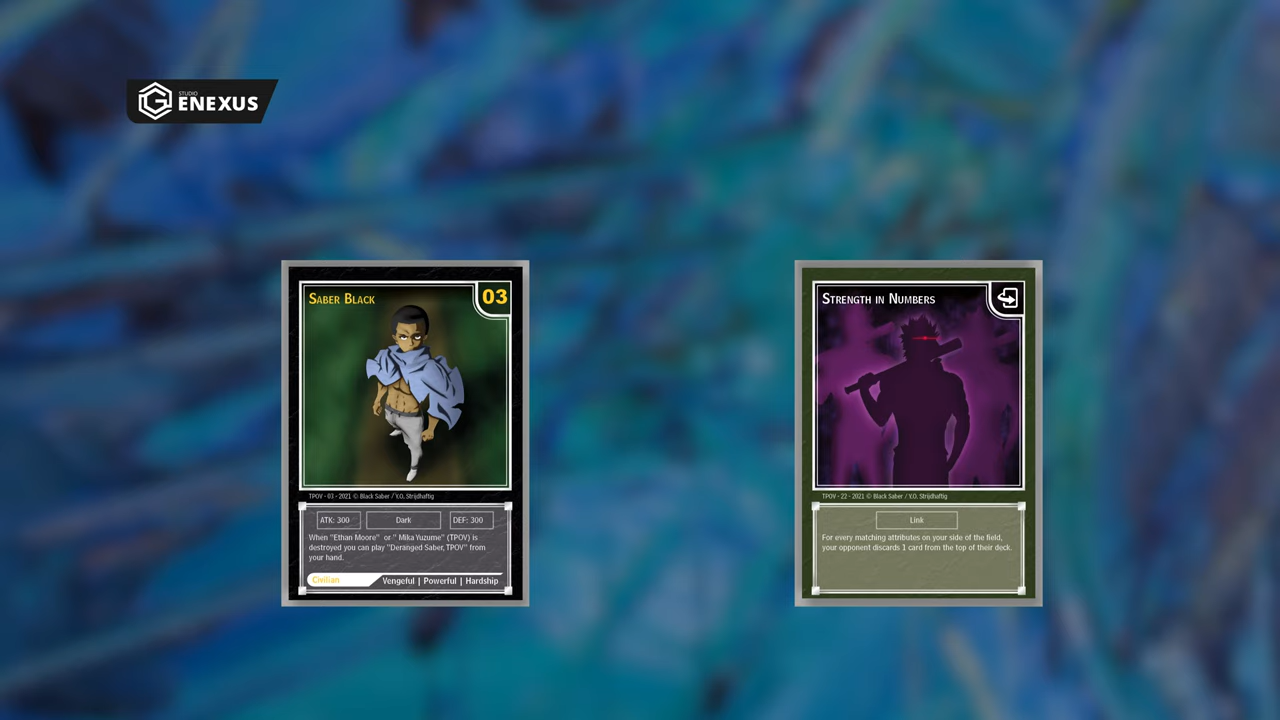 STUDIO
ENEXUS
Saber Black
03
TPOV - 03 - 2021 © Black Saber / Y.O. Strijdhaftig
ATK: 300
Dark
DEF: 300
When "Ethan Moore"  or " Mika Yuzume" (TPOV) is
destroyed you can play "Deranged Saber, TPOV" from
your hand.
Civilian
Vengeful | Powerful | Hardship
Strength in Numbers
TPOV - 22 - 2021 © Black Saber / Y.O. Strijdhaftig
Link
For every matching attributes on your side of the field,
your opponent discards 1 card from the top of their deck.